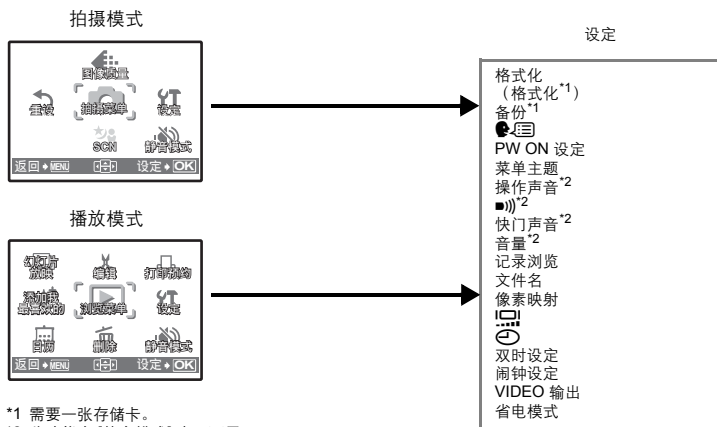 拍摄模式
图像质量
重设
拍摄菜单
设定
SCN
静音模式
返回 MENU
设定 OK
播放模式
幻灯片
放映
编辑
打印预约
添加我
最喜欢的
浏览菜单
设定
日历
删除
静音模式
返回 MENU
设定 OK
*1 需要一张存储卡。
设定
格式化
（格式化*1）
备份*1
PW ON 设定
菜单主题
操作声音*2
*2
快门声音*2
音量*2
记录浏览
文件名
像素映射
双时设定
闹钟设定
VIDEO 输出
省电模式